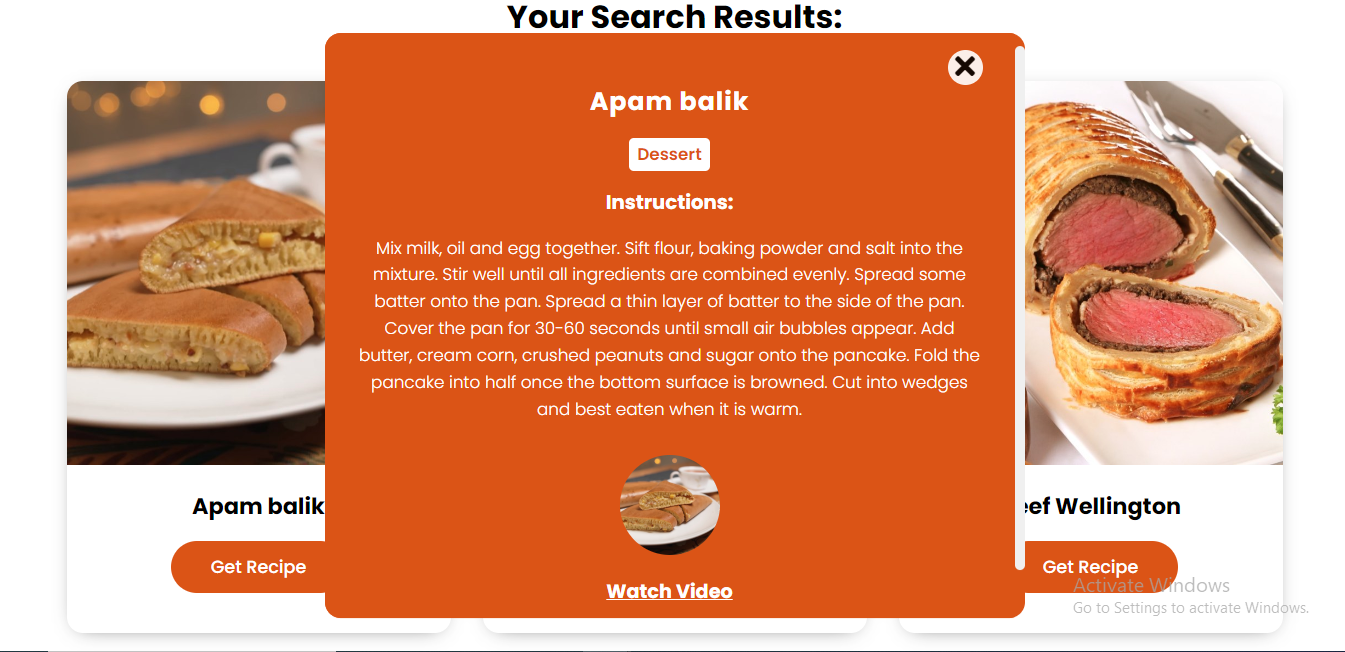 Your Search Results:
Apam balik
Dessert
Instructions:
Mix milk, oil and egg together. Sift flour, baking powder and salt into the
mixture. Stir well until all ingredients are combined evenly. Spread some
batter onto the pan. Spread a thin layer of batter to the side of the pan.
Cover the pan for 30-60 seconds until small air bubbles appear. Add
butter, cream corn, crushed peanuts and sugar onto the pancake. Fold the
pancake into half once the bottom surface is browned. Cut into wedges
and best eaten when it is warm.
Watch Video
Apam balik
Get Recipe
eef Wellington
Get Recipe
Activate Windows
Go to Settings to activate Windows.